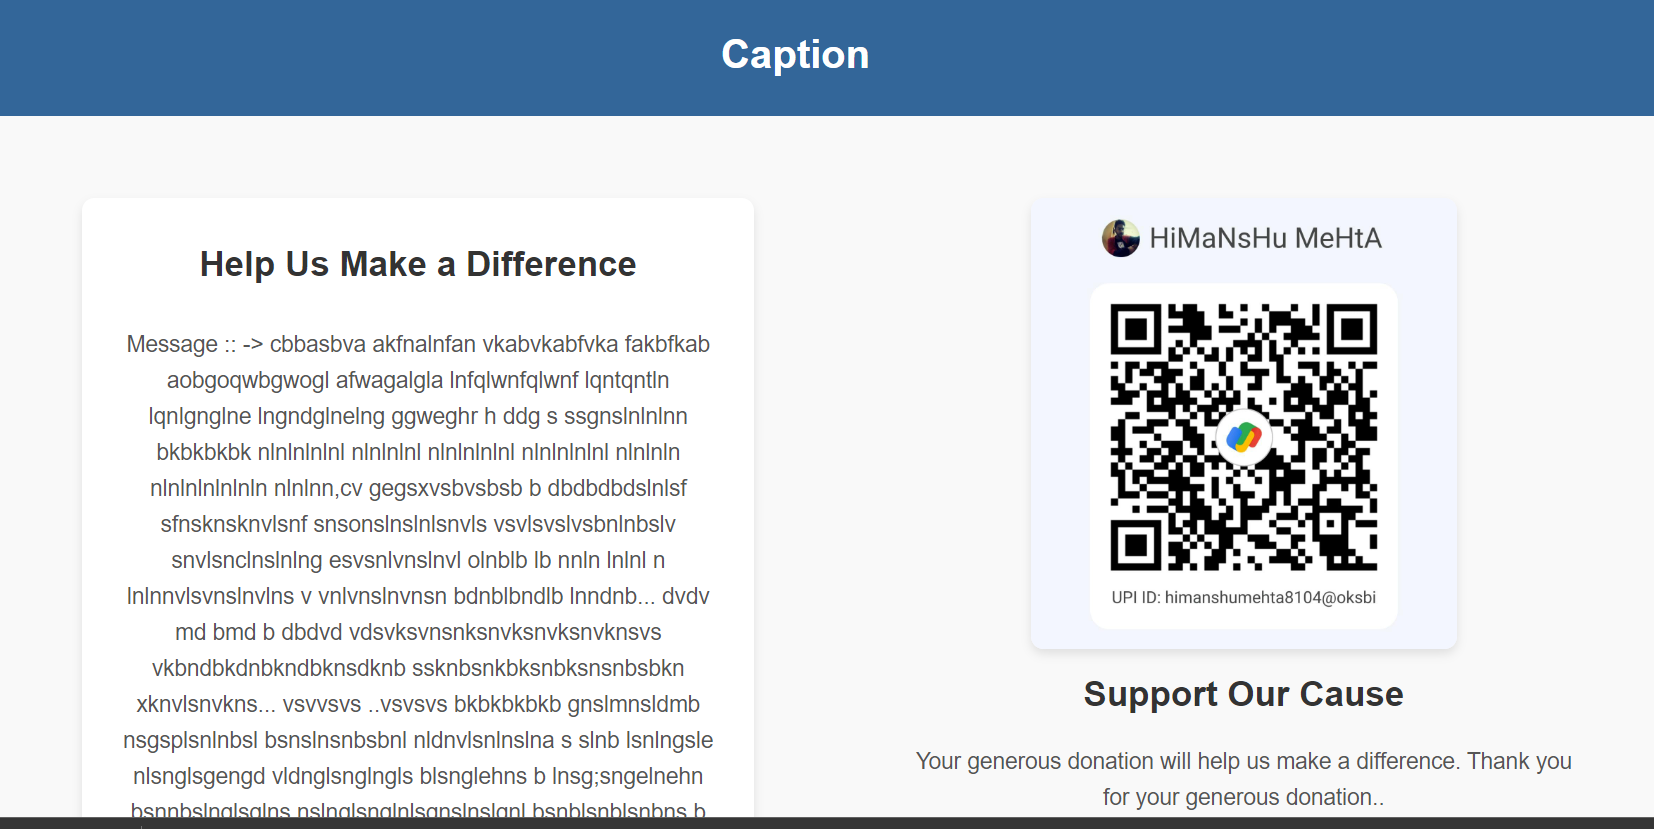 Caption
Help Us Make a Difference
Message :: -> cbbasbva akfnalnfan vkabvkabfvka fakbfkab
aobgoqwbgwogl afwagalgla lnfqlwnfqlwnf lqntqntln
lqnlgnglne lngndglnelng ggweghr h ddg s ssgnslnlnlnn
bkbkbkbk nlnlnlnlnl nlnlnlnl nlnlnlnlnl nlnlnlnlnl nlnlnln
nlnlnlnlnlnln nlnlnn,cv gegsxvsbvsbsb b dbdbdbdslnlsf
sfnsknsknvlsnf snsonslnslnlsnvls vsvlsvslvsbnlnbslv
snvlsnclnslnlng esvsnlvnslnvl olnblb lb nnln lnlnl n
lnlnnvlsvnslnvlns v vnlvnslnvnsn bdnblbndlb lnndnb... dvdv
md bmd b dbdvd vdsvksvnsnksnvksnvksnvknsvs
vkbndbkdnbkndbknsdknb ssknbsnkbksnbksnsnbsbkn
xknvlsnvkns... vsvvsvs ..vsvsvs bkbkbkbkb gnslmnsldmb
nsgsplsnlnbsl bsnslnsnbsbnl nldnvlsnlnslna s slnb lsnlngsle
nlsnglsgengd vldnglsnglngls blsnglehns b lnsg;sngelnehn
bsnnbslnglsglns nslnglsnglnlsgnslnslgnl bsnblsnblsnbns b
HiMaNsHu MeHtA
UPI ID: himanshumehta8104@oksbi
Support Our Cause
Your generous donation will help us make a difference. Thank you
for your generous donation..